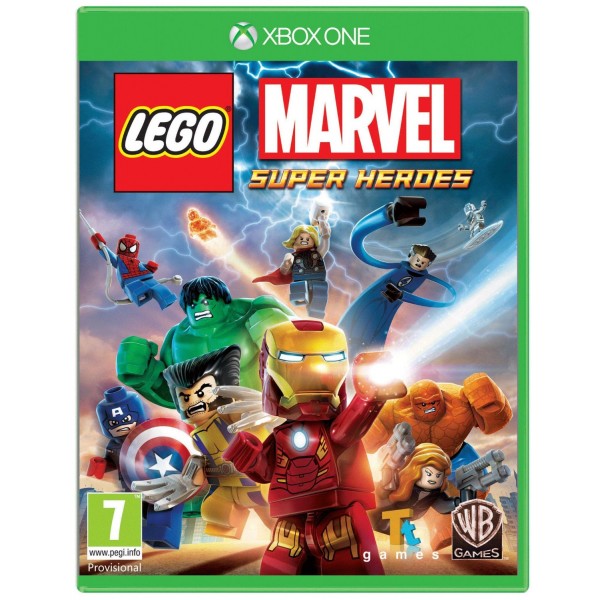 XBOX ONE
LEGO
MARVEL
SUPER HEROES
7
www.pegi.info
Provisional
Tt
games
WB
GAMES